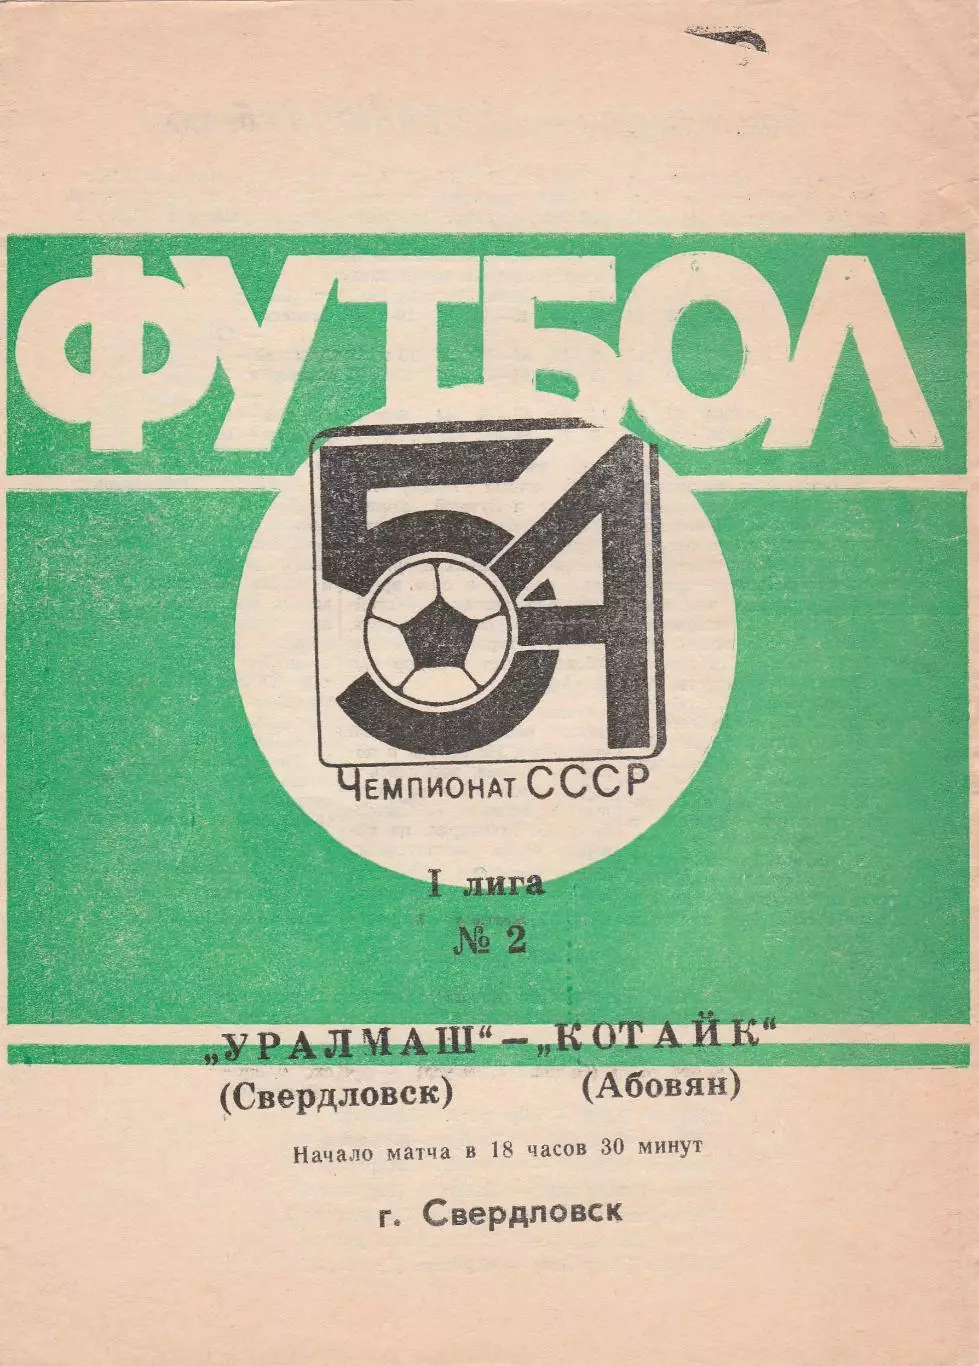 ФУТБОЛ
54
ЧЕМПИОНАТ СССР
I лига
№ 2
„УРАЛМАШ“ – „КОТАЙК“
(Свердловск) (Абовян)
Начало матча в 18 часов 30 минут
г. Свердловск